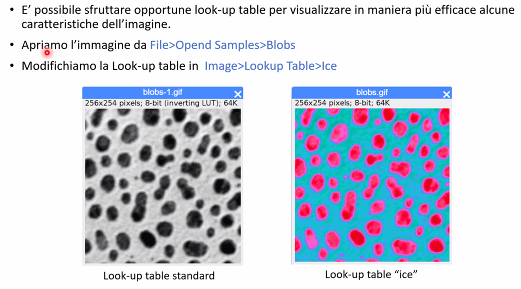 • E' possibile sfruttare opportune look-up table per visualizzare in maniera più efficace alcune
caratteristiche dell'imagine.
• Apriamo l'immagine da File>Opend Samples>Blobs
• Modifichiamo la Look-up table in Image>Lookup Table>Ice
blobs-1.gif
256x254 pixels; 8-bit (inverting LUT); 64K
blobs.gif
256x254 pixels; 8-bit; 64K
Look-up table standard
Look-up table “ice”